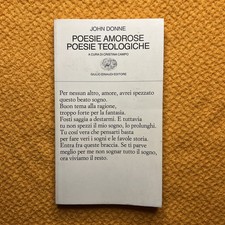 JOHN DONNE
POESIE AMOROSE
POESIE TEOLOGICHE
A CURA DI CRISTINA CAMPO
GIULIO EINAUDI EDITORE
Per nessun altro, amore, avrei spezzato
questo beato sogno.
Buon tema alla ragione,
troppo forte per la fantasia.
Fosti saggia a destarmi. E tuttavia
tu non spezzi il mio sogno, lo prolunghi.
Tu così vera che pensarti basta
per fare veri i sogni e le favole storia.
Entra fra queste braccia. Se ti parve
meglio per me non sognar tutto il sogno,
ora viviamo il resto.